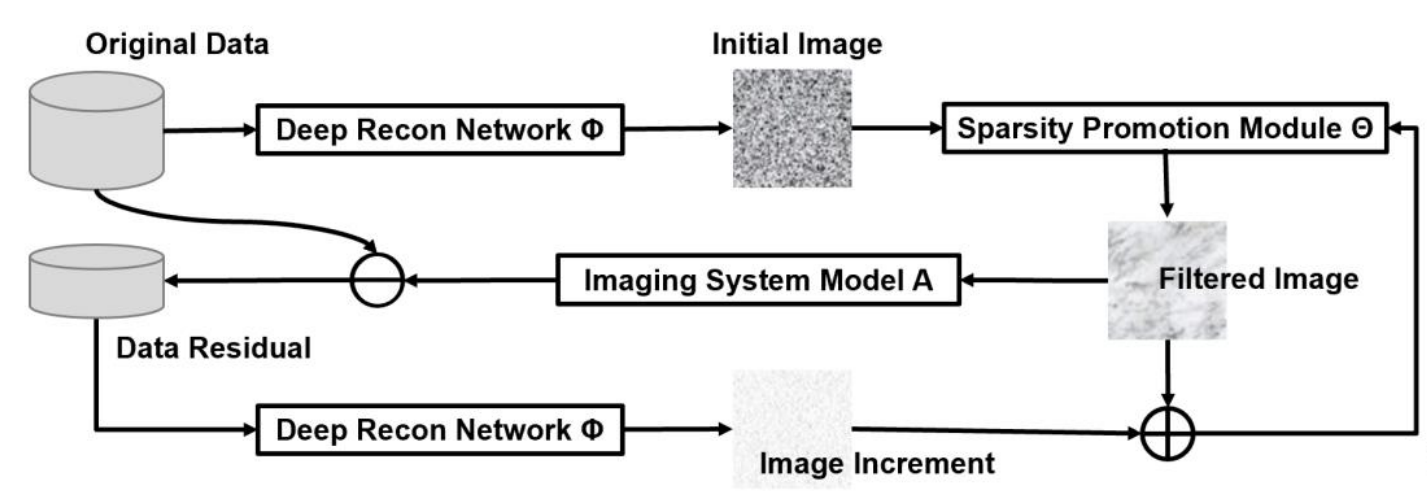 Original Data
Initial Image
Deep Recon Network Φ
Sparsity Promotion Module Θ
Imaging System Model A
Filtered Image
Data Residual
Deep Recon Network Φ
Image Increment